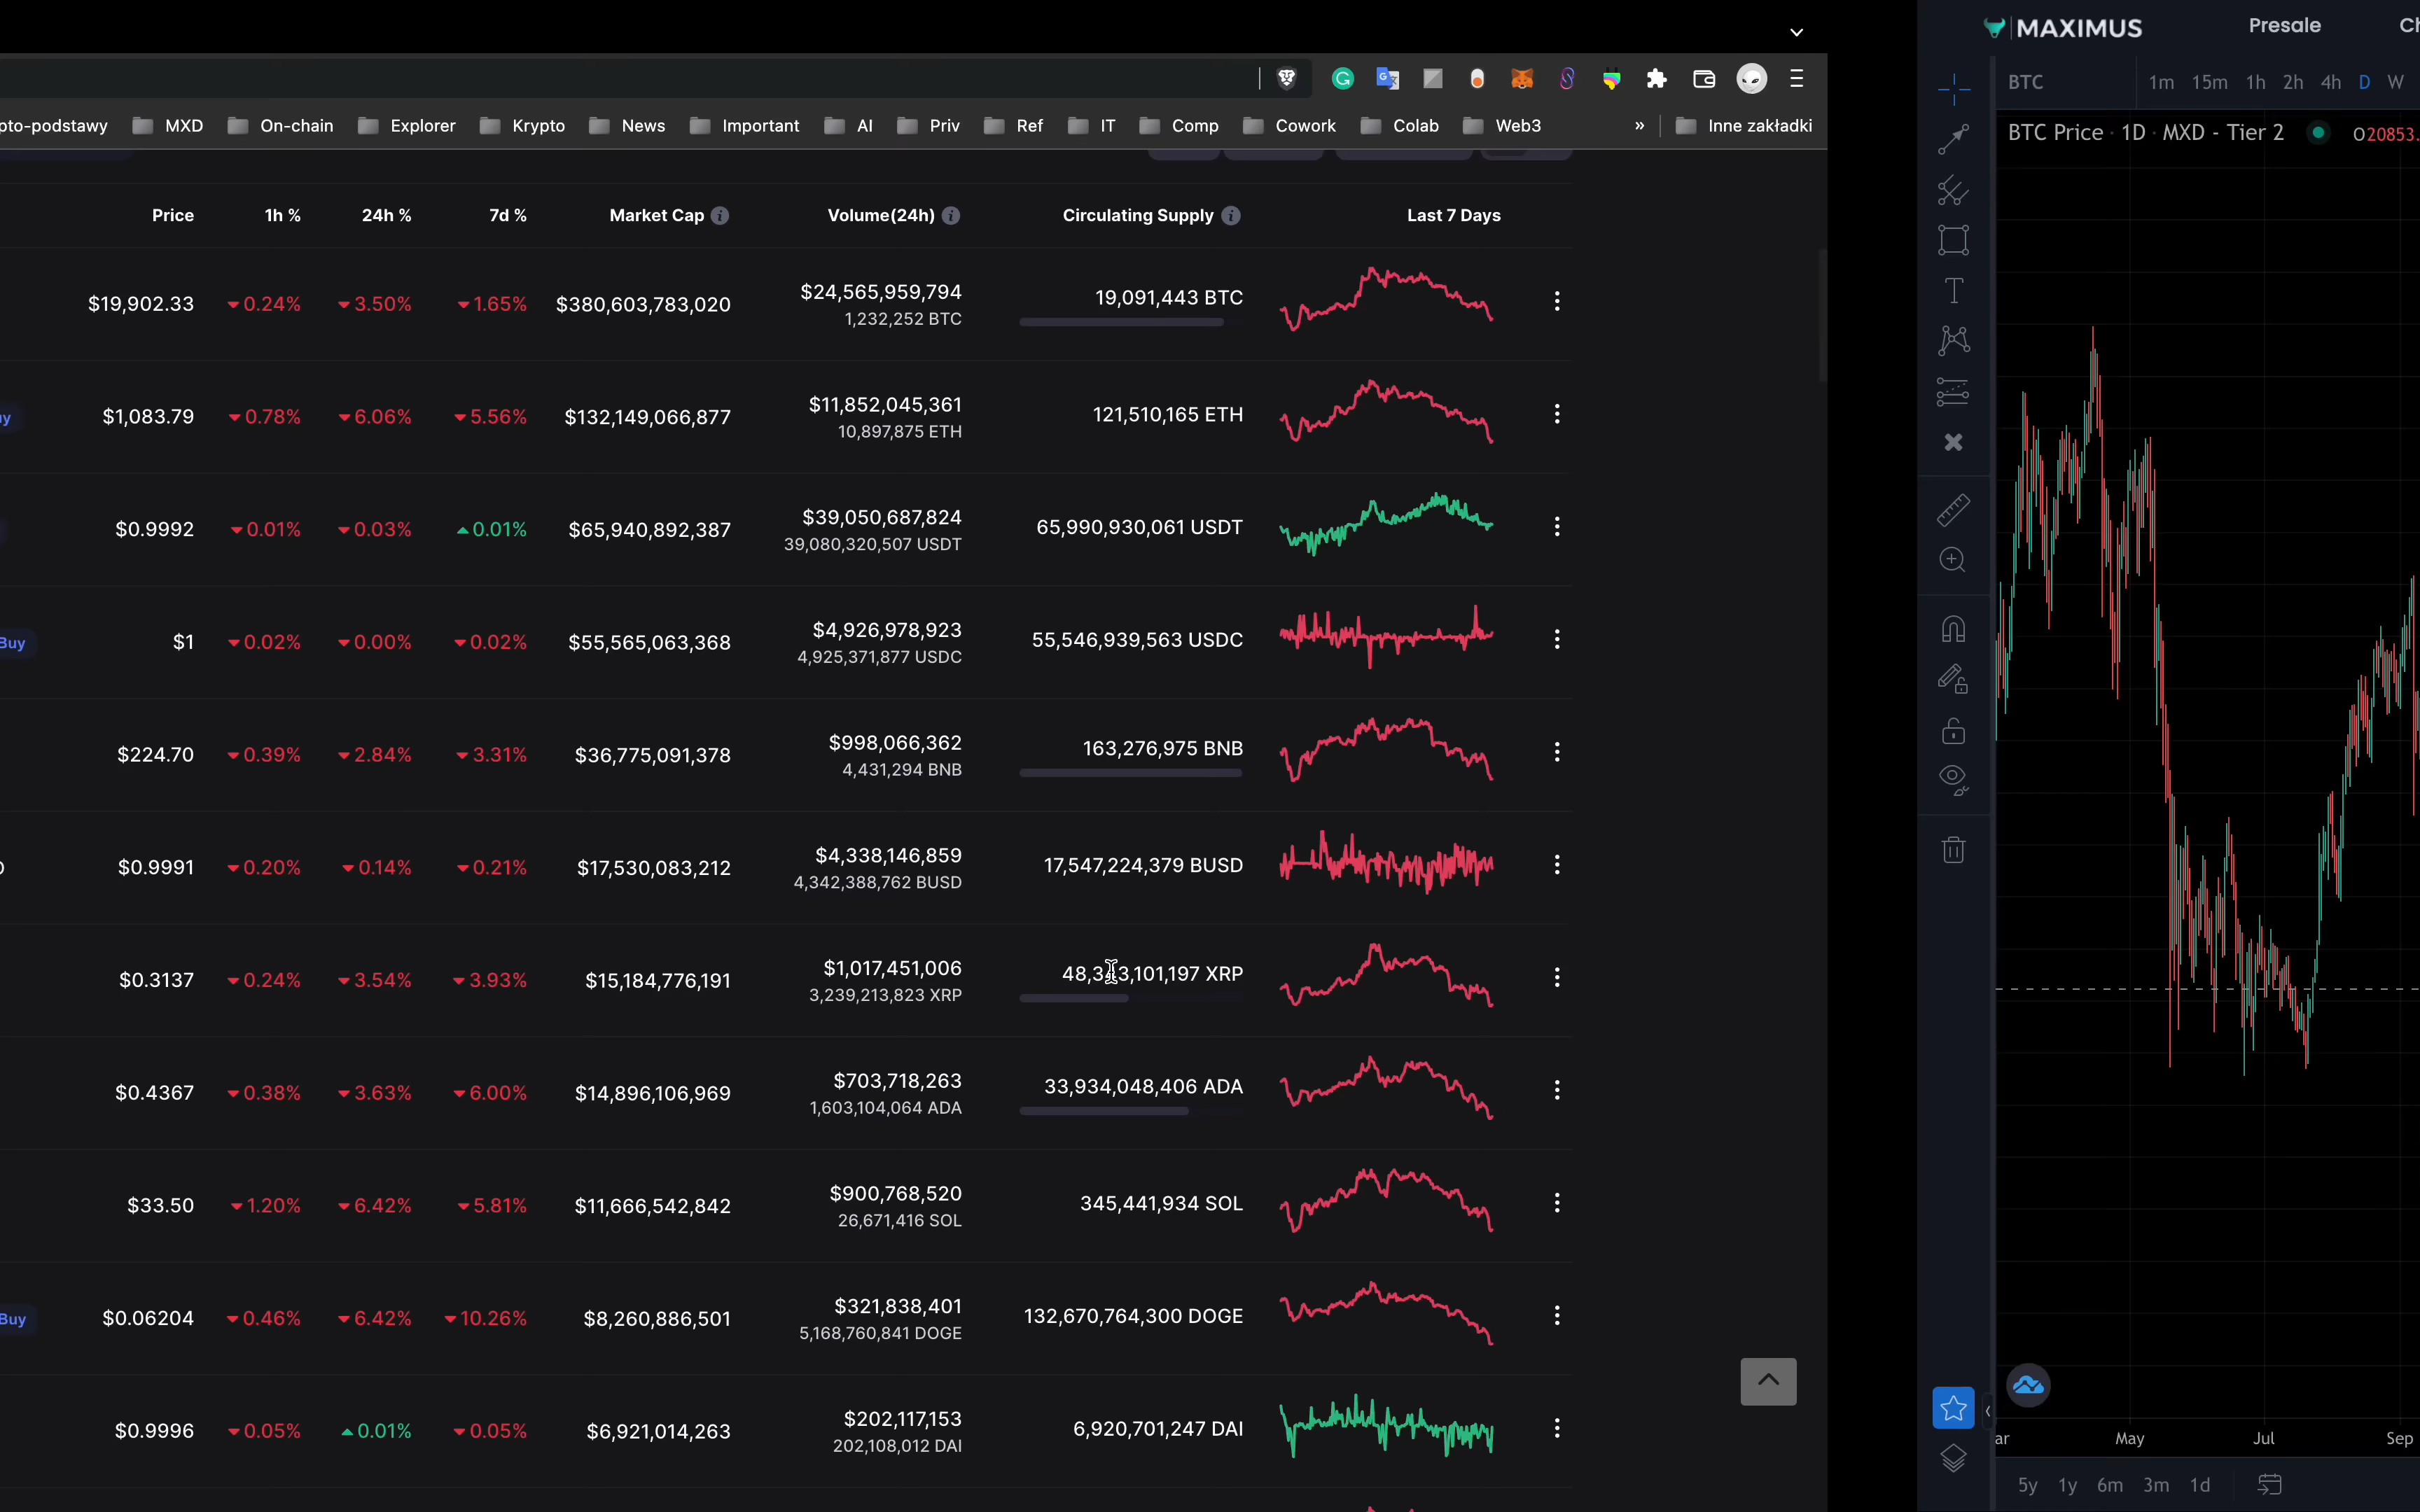 pto-podstawy MXD On-chain Explorer Krypto News Important AI Priv Ref IT Comp Cowork Colab Web3 » Inne zakładki
Price 1h % 24h % 7d % Market Cap Volume(24h) Circulating Supply Last 7 Days
$19,902.33 0.24% 3.50% 1.65% $380,603,783,020 $24,565,959,794 19,091,443 BTC
1,232,252 BTC
$1,083.79 0.78% 6.06% 5.56% $132,149,066,877 $11,852,045,361 121,510,165 ETH
10,897,875 ETH
$0.9992 0.01% 0.03% 0.01% $65,940,892,387 $39,050,687,824 65,990,930,061 USDT
39,080,320,507 USDT
Buy $1 0.02% 0.00% 0.02% $55,565,063,368 $4,926,978,923 55,546,939,563 USDC
4,925,371,877 USDC
$224.70 0.39% 2.84% 3.31% $36,775,091,378 $998,066,362 163,276,975 BNB
4,431,294 BNB
$0.9991 0.20% 0.14% 0.21% $17,530,083,212 $4,338,146,859 17,547,224,379 BUSD
4,342,388,762 BUSD
$0.3137 0.24% 3.54% 3.93% $15,184,776,191 $1,017,451,006 48,343,101,197 XRP
3,239,213,823 XRP
$0.4367 0.38% 3.63% 6.00% $14,896,106,969 $703,718,263 33,934,048,406 ADA
1,603,104,064 ADA
$33.50 1.20% 6.42% 5.81% $11,666,542,842 $900,768,520 345,441,934 SOL
26,671,416 SOL
Buy $0.06204 0.46% 6.42% 10.26% $8,260,886,501 $321,838,401 132,670,764,300 DOGE
5,168,760,841 DOGE
$0.9996 0.05% 0.01% 0.05% $6,921,014,263 $202,117,153 6,920,701,247 DAI
202,108,012 DAI
MAXIMUS Presale
BTC 1m 15m 1h 2h 4h D W
BTC Price · 1D · MXD - Tier 2 O20853.
ar May Jul Sep
5y 1y 6m 3m 1d